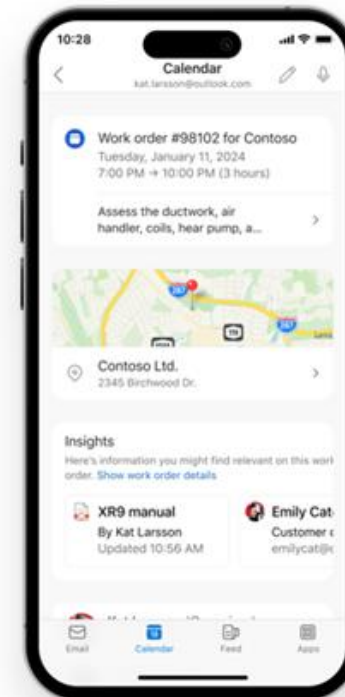 10:28
Calendar
kat.larsson@outlook.com
Work order #98102 for Contoso
Tuesday, January 11, 2024
7:00 PM → 10:00 PM (3 hours)
Assess the ductwork, air
handler, coils, hear pump, a...
Contoso Ltd.
2345 Birchwood Dr.
Insights
Here's information you might find relevant on this work
order. Show work order details
XR9 manual
By Kat Larsson
Updated 10:56 AM
Emily Cat
Customer
emilycat@
Email
Calendar
Feed
Apps